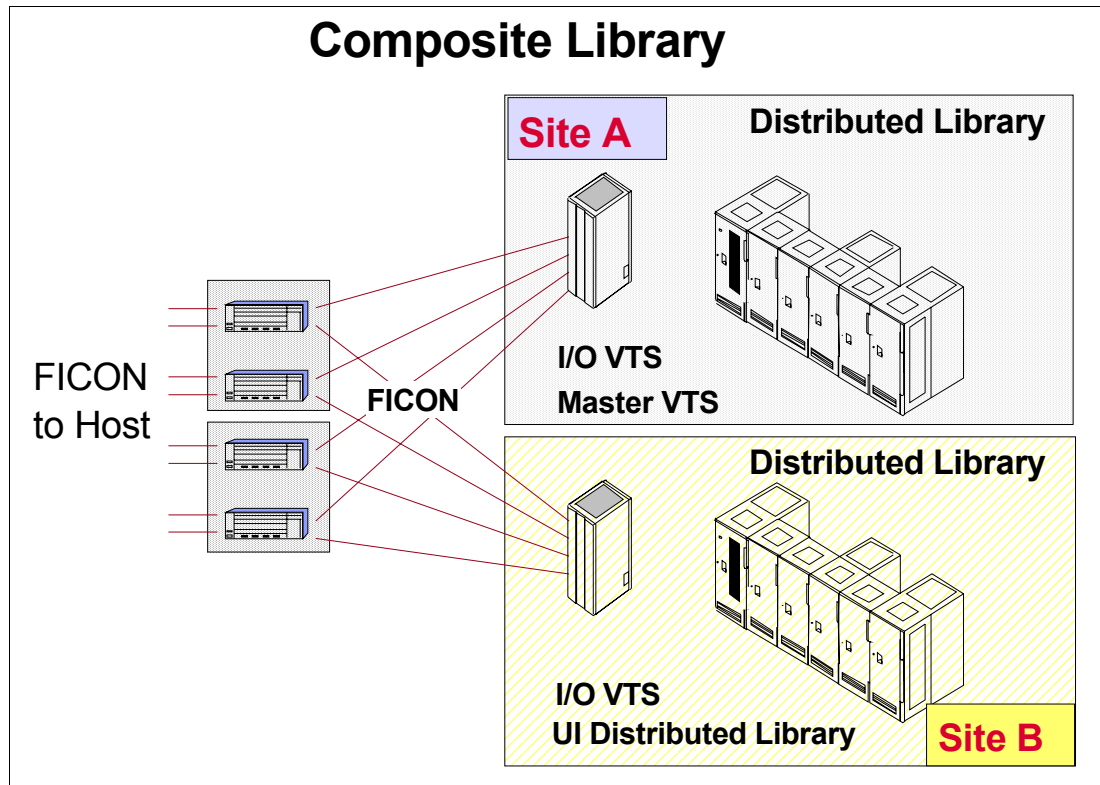 Composite Library
Site A
Distributed Library
I/O VTS
Master VTS
FICON
to Host
FICON
Distributed Library
I/O VTS
UI Distributed Library
Site B